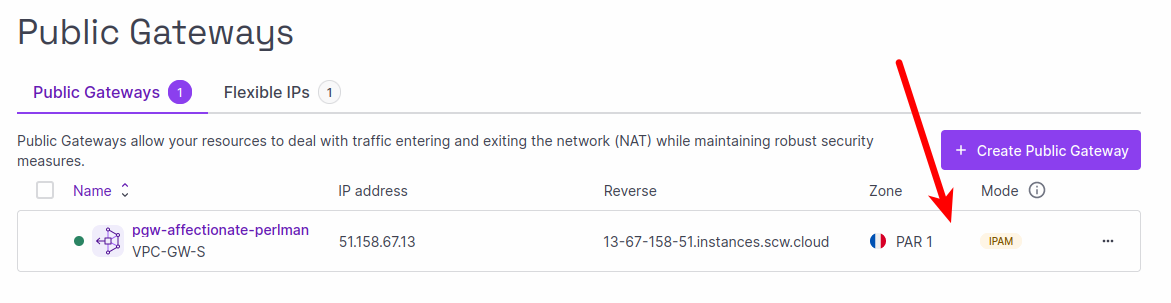 Public Gateways
Public Gateways 1 Flexible IPs 1
Public Gateways allow your resources to deal with traffic entering and exiting the network (NAT) while maintaining robust security
measures.
+ Create Public Gateway
Name IP address Reverse Zone Mode
pgw-affectionate-perlman
VPC-GW-S
51.158.67.13 13-67-158-51.instances.scw.cloud PAR 1 IPAM